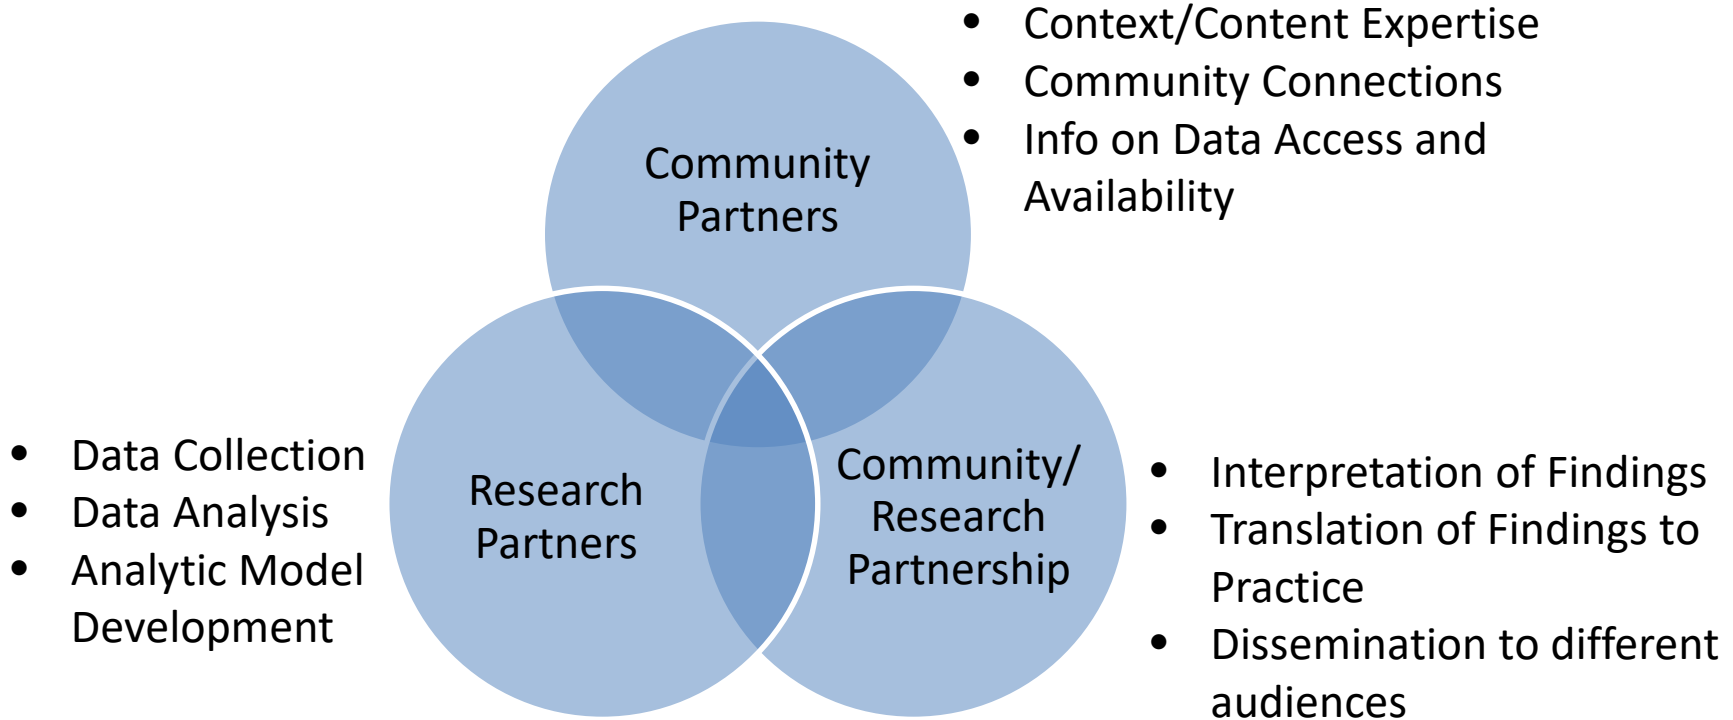 • Context/Content Expertise
• Community Connections
• Info on Data Access and
Availability
Community
Partners
• Data Collection
• Data Analysis
• Analytic Model
Development
Research
Partners
Community/
Research
Partnership
• Interpretation of Findings
• Translation of Findings to
Practice
• Dissemination to different
audiences